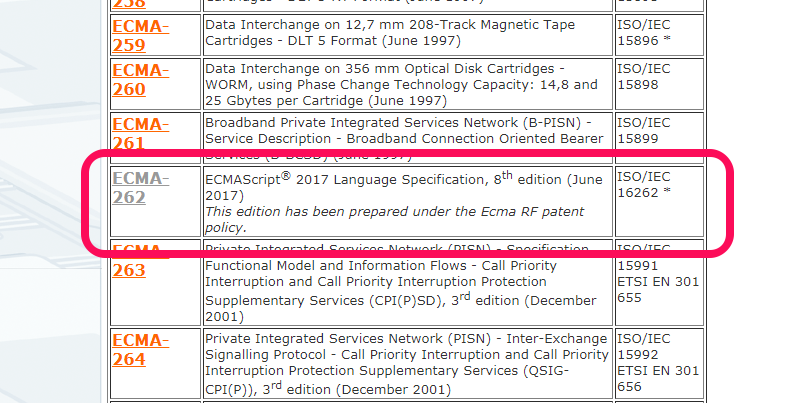 258
ECMA-
259
Data Interchange on 12,7 mm 208-Track Magnetic Tape
Cartridges - DLT 5 Format (June 1997)
ISO/IEC
15896 *
ECMA-
260
Data Interchange on 356 mm Optical Disk Cartridges -
WORM, using Phase Change Technology Capacity: 14,8 and
25 Gbytes per Cartridge (June 1997)
ISO/IEC
15898
ECMA-
261
Broadband Private Integrated Services Network (B-PISN) -
Service Description - Broadband Connection Oriented Bearer
Services (B-BCSD) (June 1997)
ISO/IEC
15899
ECMA-
262
ECMAScript® 2017 Language Specification, 8th edition (June
2017)
This edition has been prepared under the Ecma RF patent
policy.
ISO/IEC
16262 *
ECMA-
263
Private Integrated Services Network (PISN) - Specification
Functional Model and Information Flows - Call Priority
Interruption and Call Priority Interruption Protection
Supplementary Services (CPI(P)SD), 3rd edition (December
2001)
ISO/IEC
15991
ETSI EN 301
655
ECMA-
264
Private Integrated Services Network (PISN) - Inter-Exchange
Signalling Protocol - Call Priority Interruption and Call Priority
Interruption Protection Supplementary Services (QSIG-
CPI(P)), 3rd edition (December 2001)
ISO/IEC
15992
ETSI EN 301
656